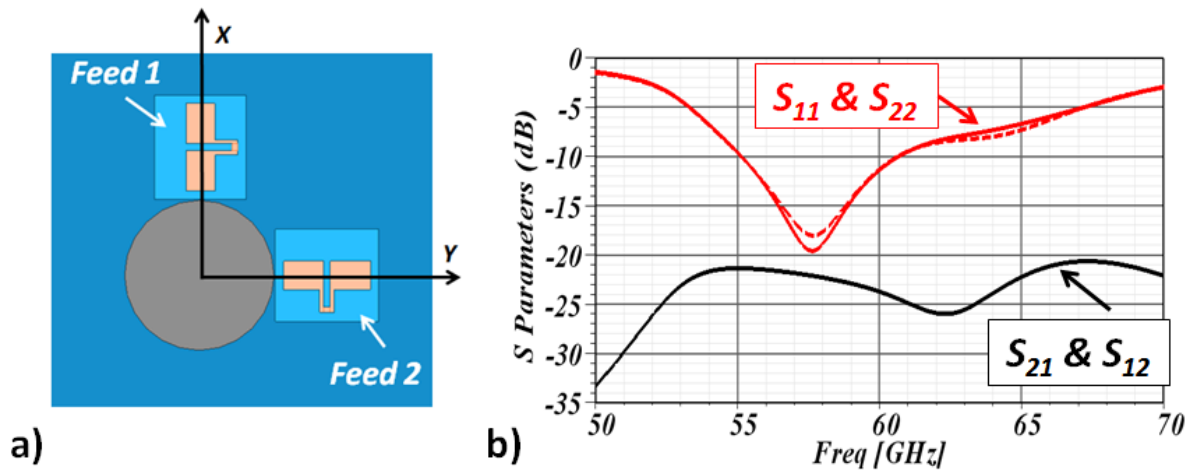 X
Feed 1
Y
Feed 2
a)
S11 & S22
S21 & S12
S Parameters (dB)
0
-5
-10
-15
-20
-25
-30
-35
50
55
60
65
70
Freq [GHz]
b)